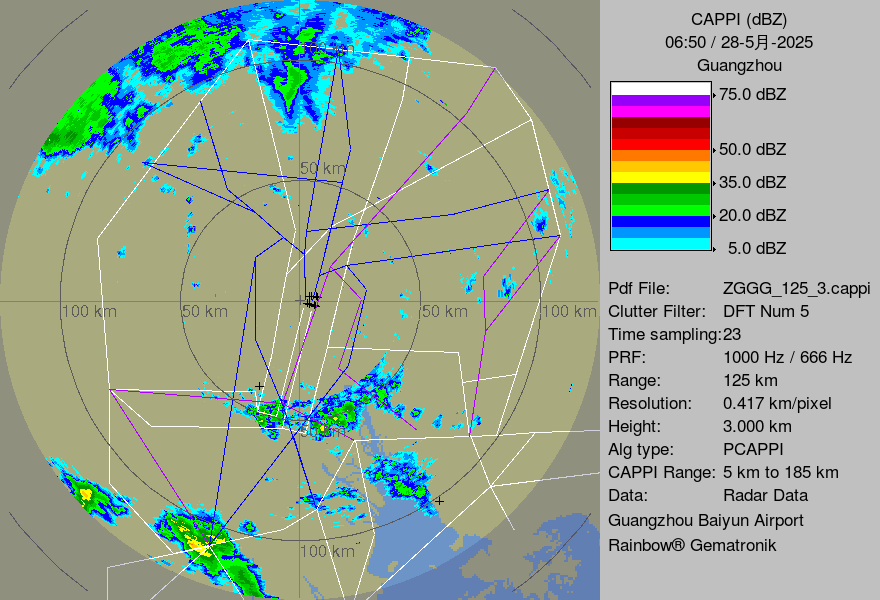 CAPPI (dBZ)
06:50 / 28-5月-2025
Guangzhou
75.0 dBZ
50.0 dBZ
35.0 dBZ
20.0 dBZ
5.0 dBZ
Pdf File: ZGGG_125_3.cappi
Clutter Filter: DFT Num 5
Time sampling:23
PRF: 1000 Hz / 666 Hz
Range: 125 km
Resolution: 0.417 km/pixel
Height: 3.000 km
Alg type: PCAPPI
CAPPI Range: 5 km to 185 km
Data: Radar Data
Guangzhou Baiyun Airport
Rainbow® Gematronik
50 km
100 km
50 km
50 km
100 km
50 km
100 km